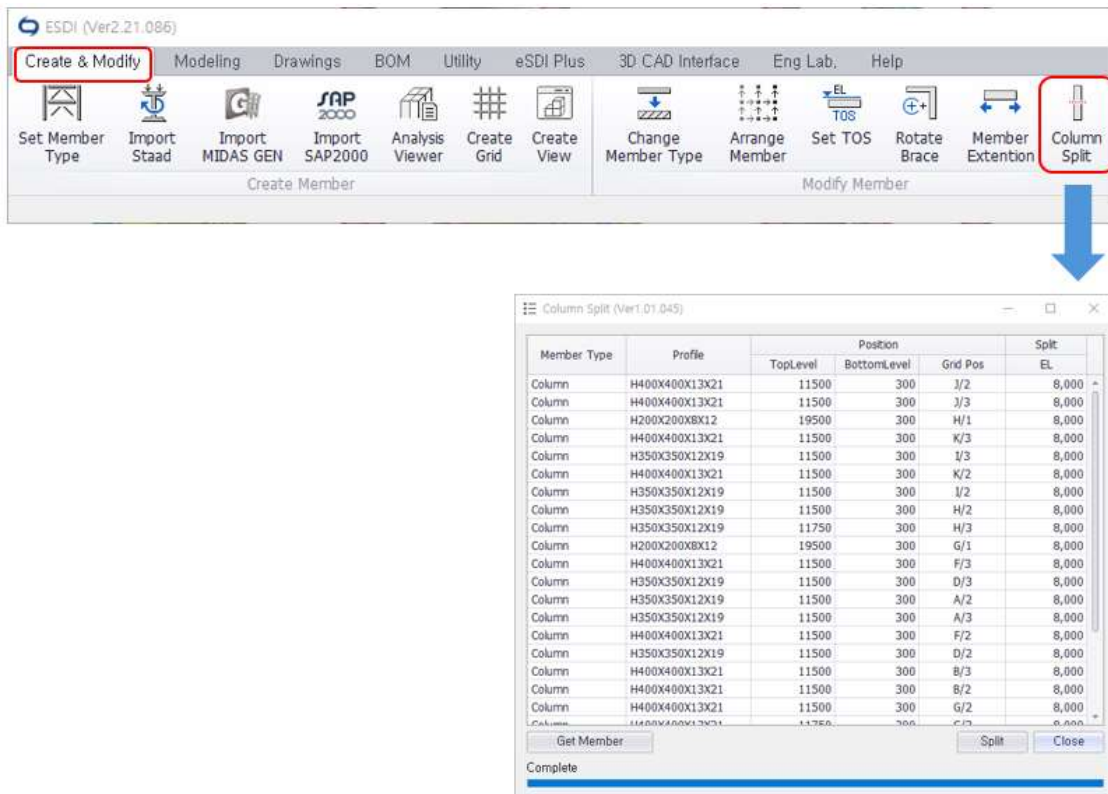 ESDI (Ver2.21.086)
Create & Modify Modeling Drawings BOM Utility eSDI Plus 3D CAD Interface Eng Lab, Help
Set Member Type Import Staad Import MIDAS GEN SAP 2000 Import SAP2000 Analysis Viewer Create Grid Create View Change Member Type Arrange Member EL TOS Set TOS Rotate Brace Member Extention Column Split
Create Member Modify Member
Column Split (Ver1.01.045)
Member Type Profile Position Split
TopLevel BottomLevel Grid Pos EL
Column H400X400X13X21 11500 300 J/2 8,000
Column H400X400X13X21 11500 300 J/3 8,000
Column H200X200X8X12 19500 300 H/1 8,000
Column H400X400X13X21 11500 300 K/3 8,000
Column H350X350X12X19 11500 300 I/3 8,000
Column H400X400X13X21 11500 300 K/2 8,000
Column H350X350X12X19 11500 300 I/2 8,000
Column H350X350X12X19 11500 300 H/2 8,000
Column H350X350X12X19 11750 300 H/3 8,000
Column H200X200X8X12 19500 300 G/1 8,000
Column H400X400X13X21 11500 300 F/3 8,000
Column H350X350X12X19 11500 300 D/3 8,000
Column H350X350X12X19 11500 300 A/2 8,000
Column H350X350X12X19 11500 300 A/3 8,000
Column H400X400X13X21 11500 300 F/2 8,000
Column H350X350X12X19 11500 300 D/2 8,000
Column H400X400X13X21 11500 300 B/3 8,000
Column H400X400X13X21 11500 300 B/2 8,000
Column H400X400X13X21 11500 300 G/2 8,000
Get Member Split Close
Complete